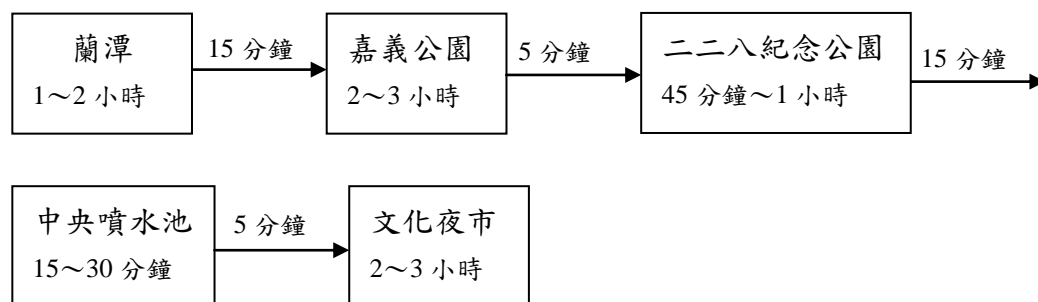 蘭潭
1～2 小時
15 分鐘
嘉義公園
2～3 小時
5 分鐘
二二八紀念公園
45 分鐘～1 小時
15 分鐘
中央噴水池
15～30 分鐘
5 分鐘
文化夜市
2～3 小時